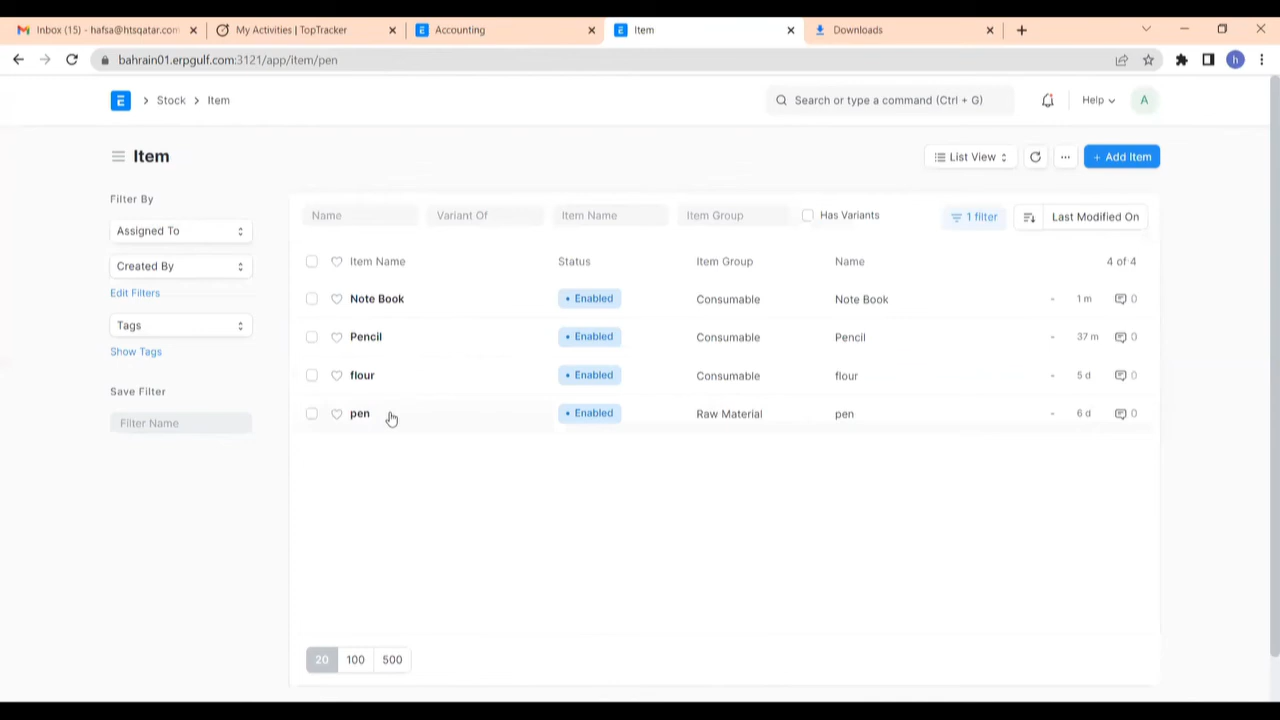 Inbox (15) - hafsa@htsqatar.com
My Activities | TopTracker
Accounting
Item
Downloads
bahrain01.erpgulf.com:3121/app/item/pen
h
E
Stock
Item
Search or type a command (Ctrl + G)
Help
A
Item
List View
+ Add Item
Filter By
Assigned To
Created By
Edit Filters
Tags
Show Tags
Save Filter
Filter Name
Name
Variant Of
Item Name
Item Group
Has Variants
1 filter
Last Modified On
Item Name Status Item Group Name 4 of 4
Note Book Enabled Consumable Note Book - 1 m 0
Pencil Enabled Consumable Pencil - 37 m 0
flour Enabled Consumable flour - 5 d 0
pen Enabled Raw Material pen - 6 d 0
20 100 500